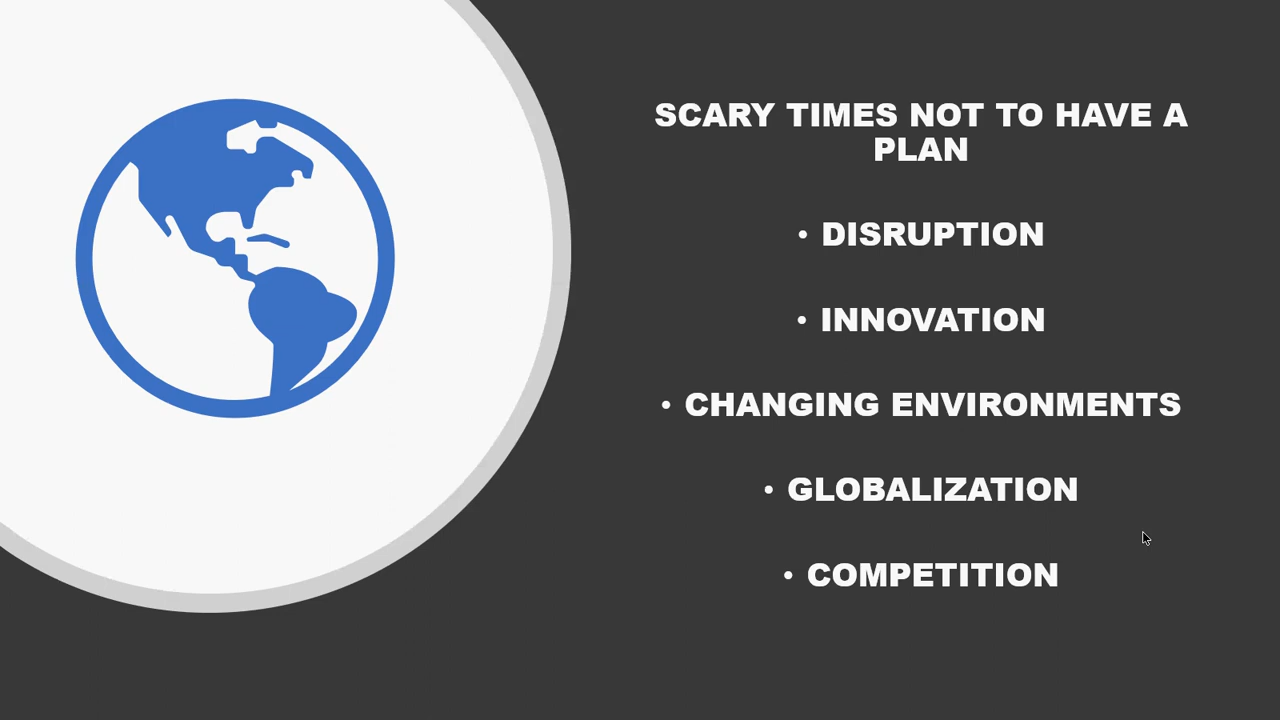 SCARY TIMES NOT TO HAVE A
PLAN
• DISRUPTION
• INNOVATION
• CHANGING ENVIRONMENTS
• GLOBALIZATION
• COMPETITION